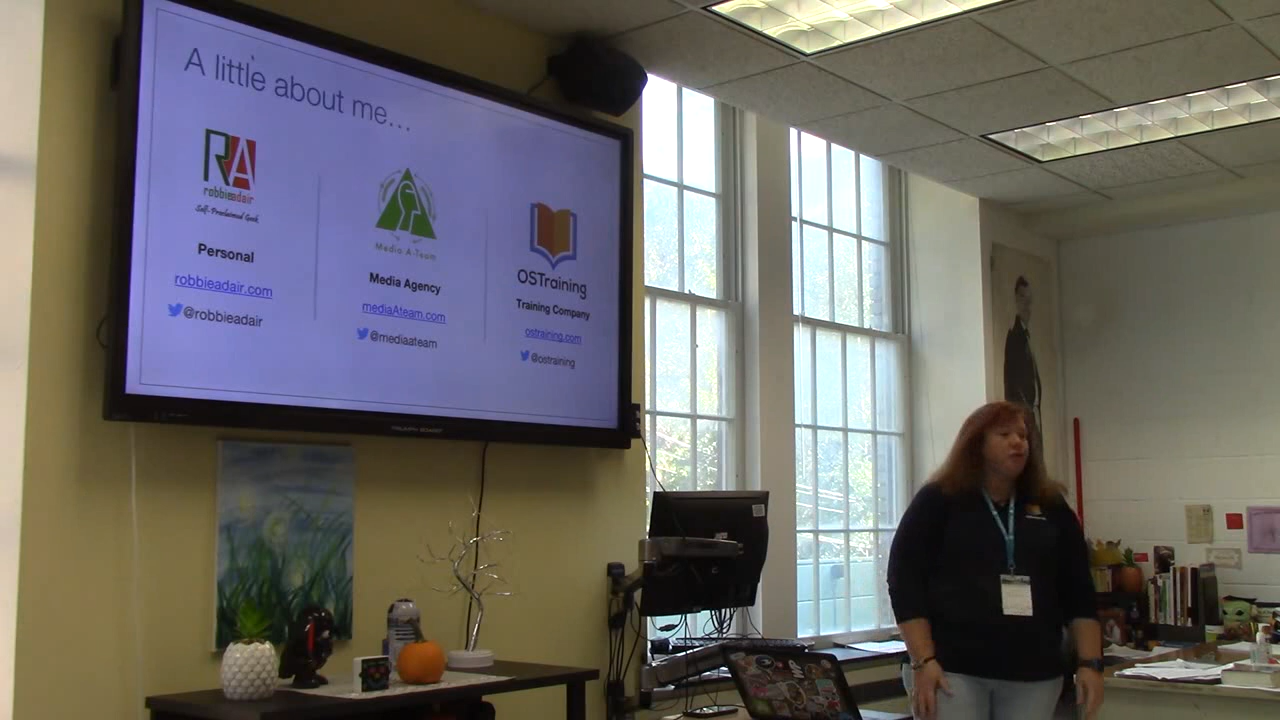 A little about me...
RA
robbieadair
Self-Proclaimed Geek
Personal
robbieadair.com
@robbieadair
Media A-Team
Media Agency
mediaAteam.com
@mediaateam
OSTraining
Training Company
ostraining.com
@ostraining